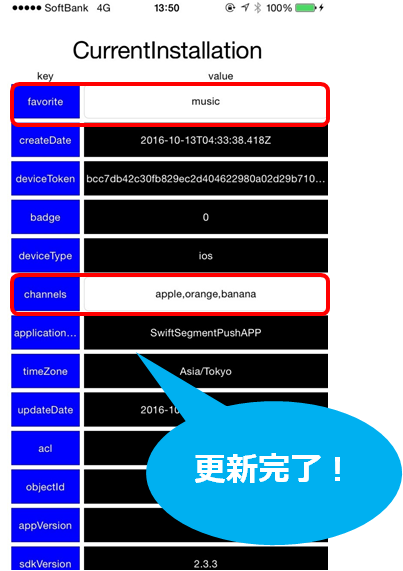 SoftBank 4G 13:50 100%
CurrentInstallation
key value
favorite music
createDate 2016-10-13T04:33:38.418Z
deviceToken bcc7db42c30fb829ec2d404622980a02d29b710...
badge 0
deviceType ios
channels apple,orange,banana
application... SwiftSegmentPushAPP
timeZone Asia/Tokyo
updateDate 2016-10
acl
更新完了！
objectId
appVersion
sdkVersion 2.3.3